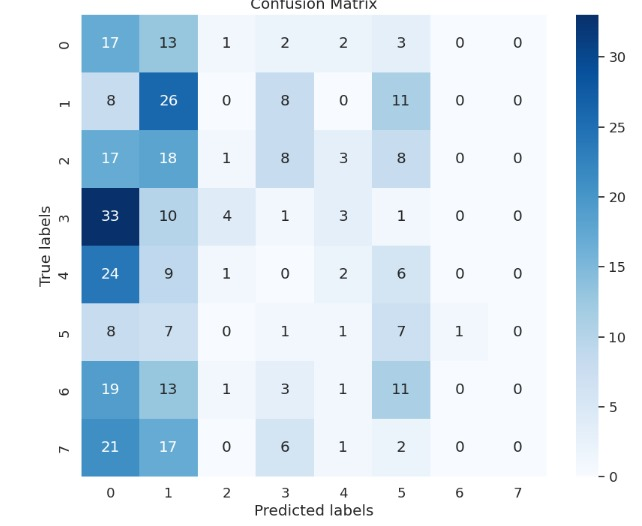 Confusion Matrix
0 17 13 1 2 2 3 0 0
1 8 26 0 8 0 11 0 0
2 17 18 1 8 3 8 0 0
3 33 10 4 1 3 1 0 0
4 24 9 1 0 2 6 0 0
5 8 7 0 1 1 7 1 0
6 19 13 1 3 1 11 0 0
7 21 17 0 6 1 2 0 0
0 1 2 3 4 5 6 7
True labels
Predicted labels
30
25
20
15
10
5
0